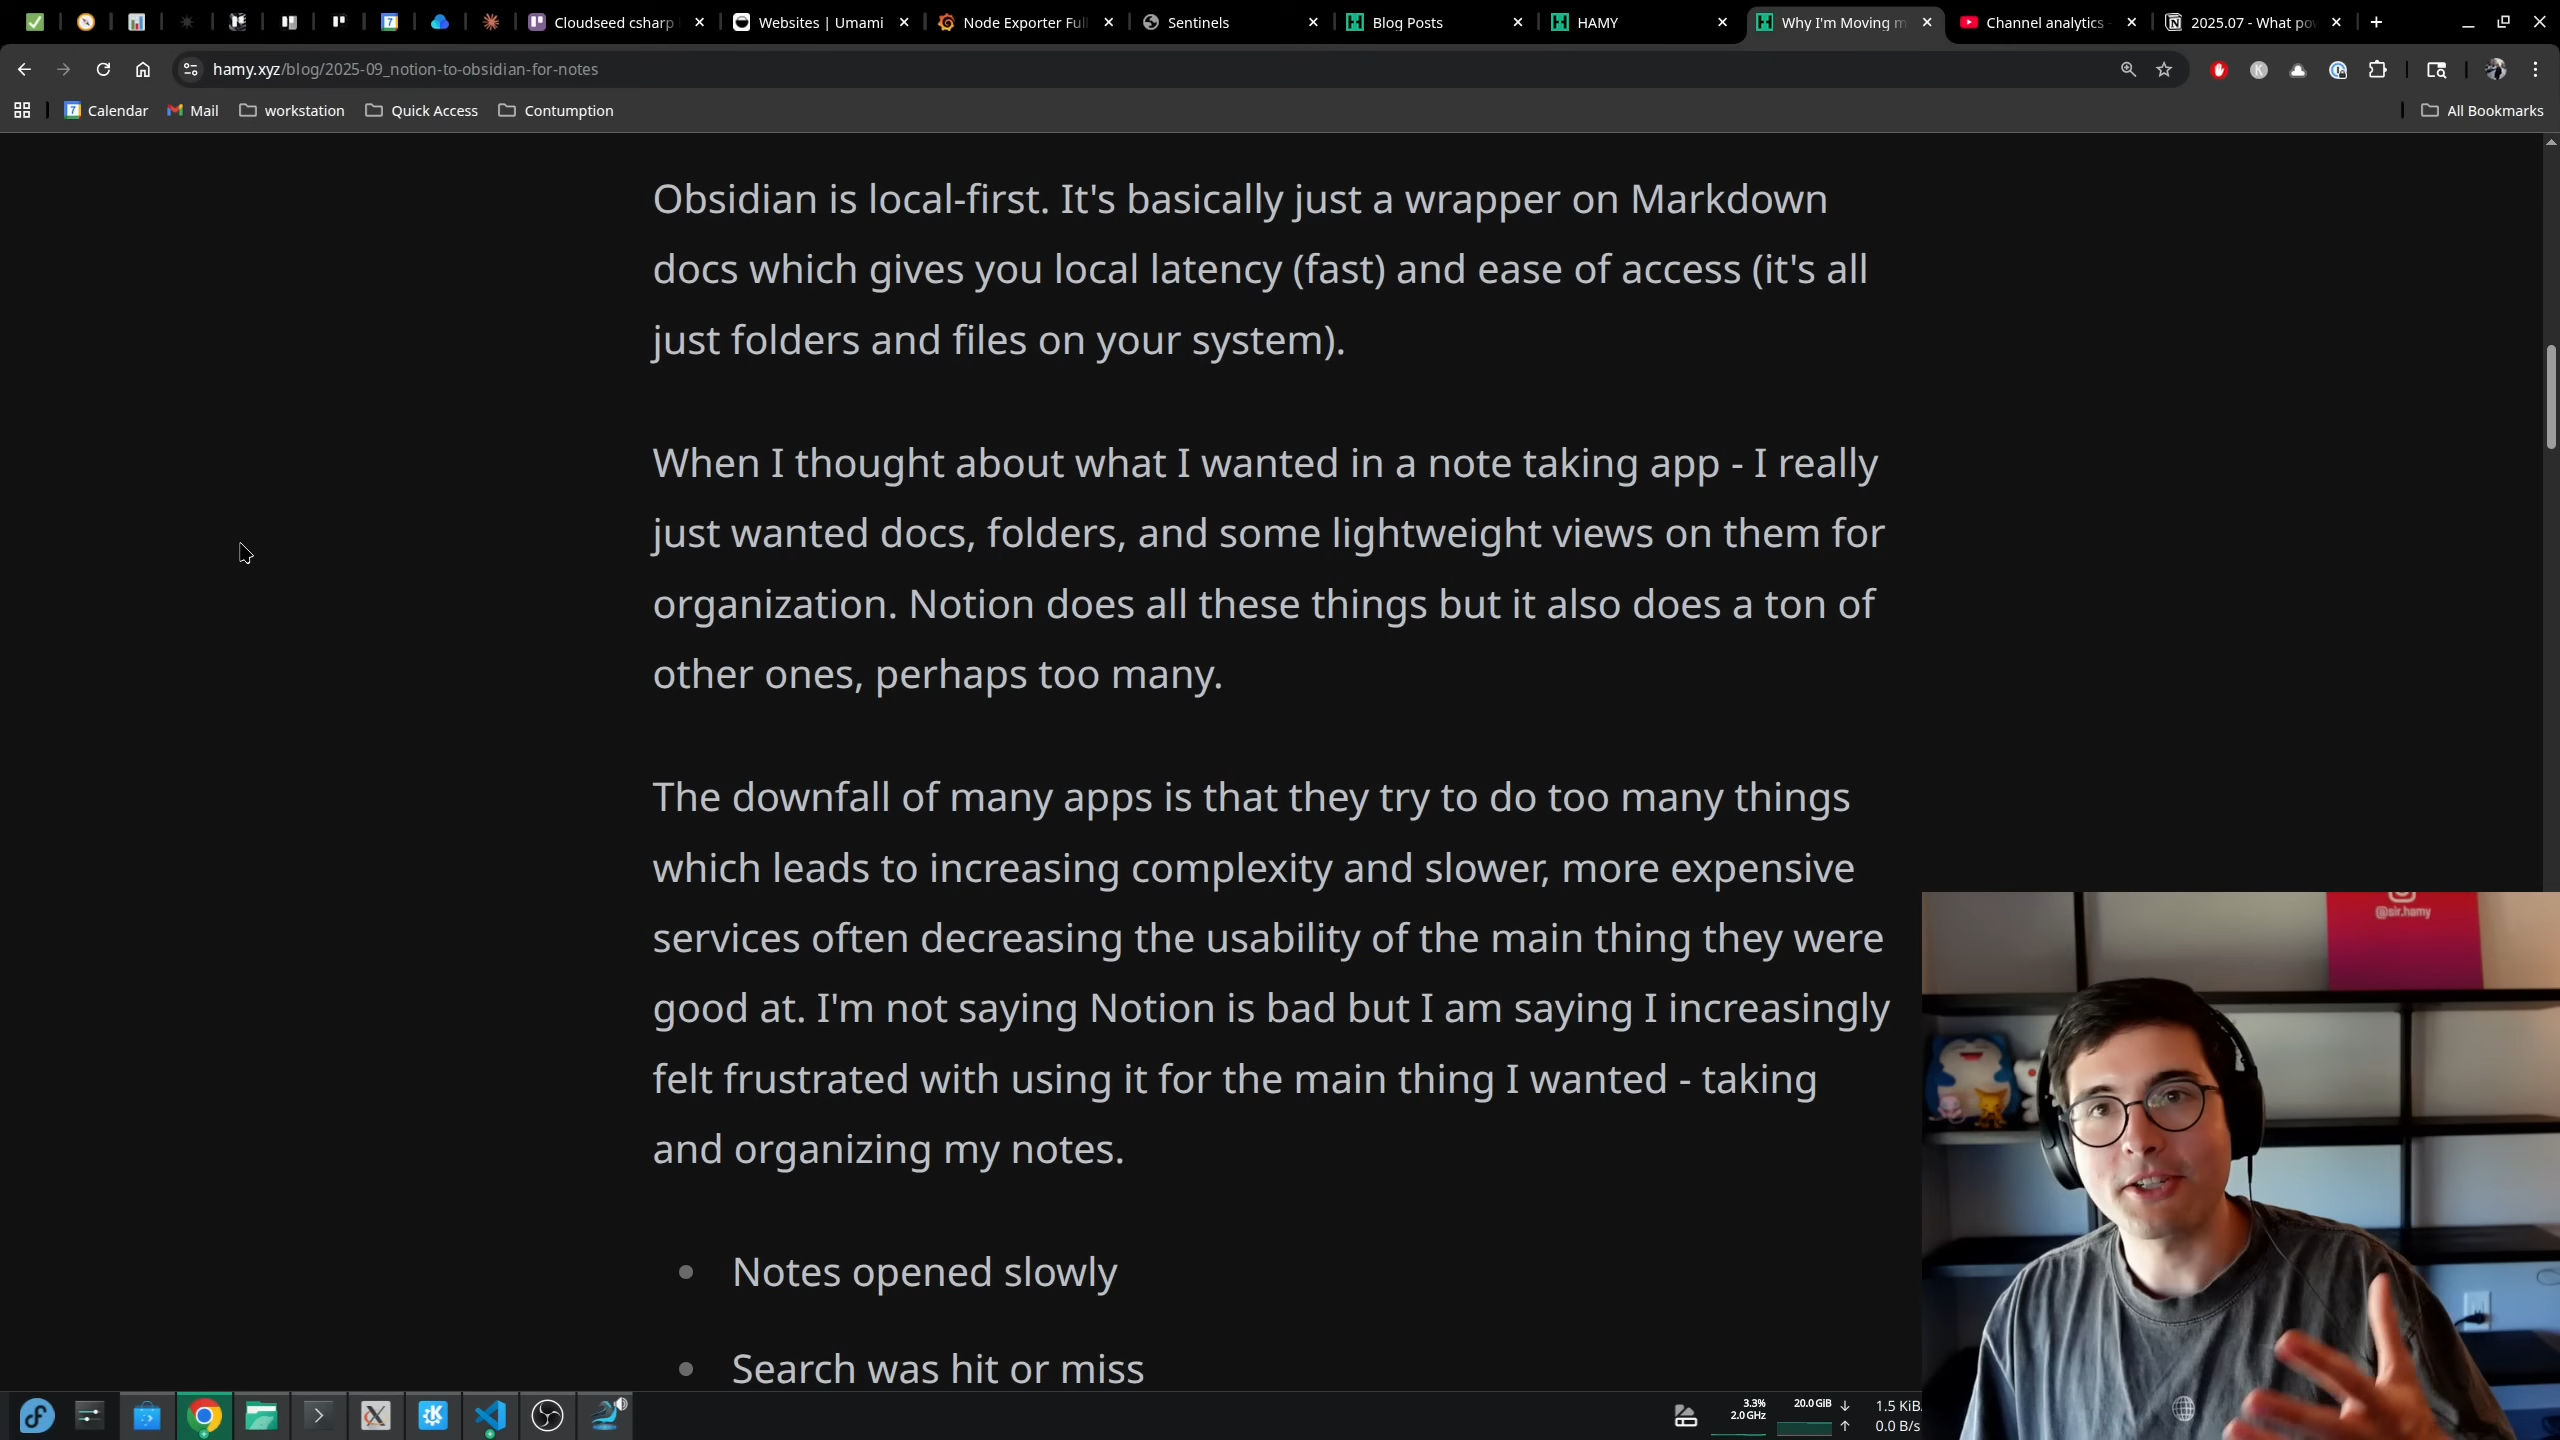 Cloudseed csharp
Websites | Umami
Node Exporter Full
Sentinels
Blog Posts
HAMY
Why I'm Moving m
Channel analytics -
2025.07 - What po
hamy.xyz/blog/2025-09_notion-to-obsidian-for-notes
Calendar
Mail
workstation
Quick Access
Contumption
All Bookmarks
Obsidian is local-first. It's basically just a wrapper on Markdown
docs which gives you local latency (fast) and ease of access (it's all
just folders and files on your system).
When I thought about what I wanted in a note taking app - I really
just wanted docs, folders, and some lightweight views on them for
organization. Notion does all these things but it also does a ton of
other ones, perhaps too many.
The downfall of many apps is that they try to do too many things
which leads to increasing complexity and slower, more expensive
services often decreasing the usability of the main thing they were
good at. I'm not saying Notion is bad but I am saying I increasingly
felt frustrated with using it for the main thing I wanted - taking
and organizing my notes.
@sir.hamy
• Notes opened slowly
• Search was hit or miss
3.3%
2.0 GHz
20.0 GiB
1.5 KiB
0.0 B/s